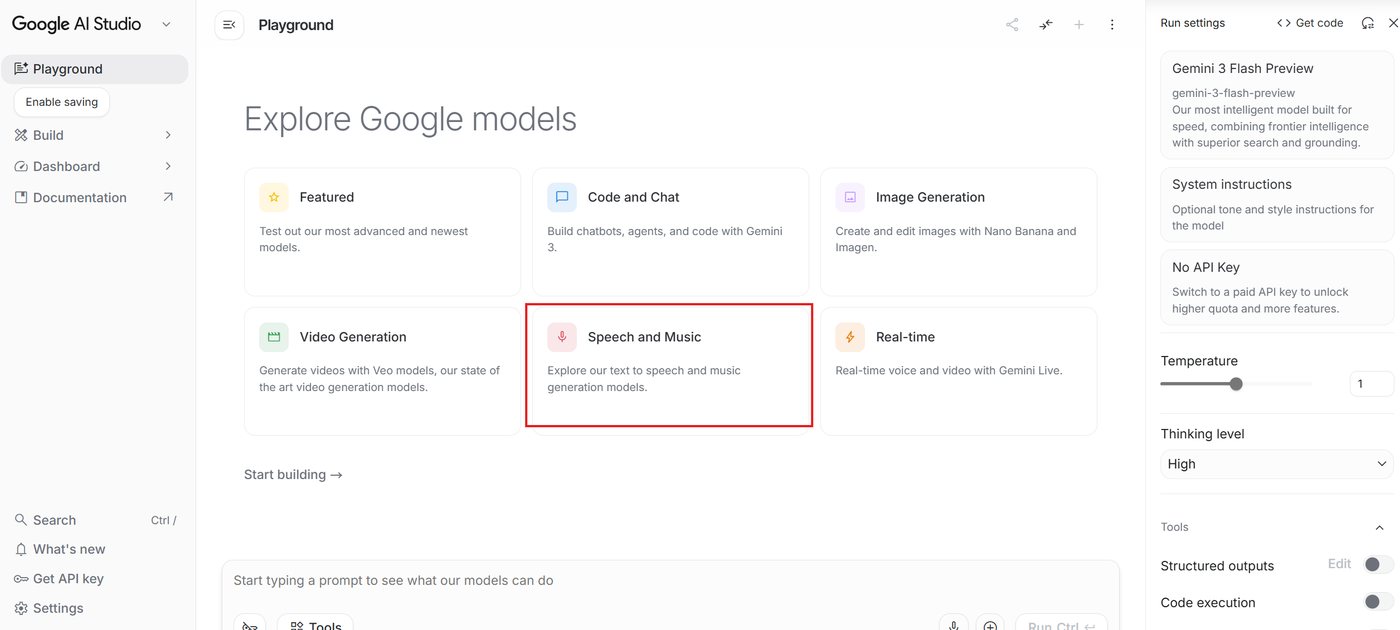 Google AI Studio
Playground
Enable saving
Build
Dashboard
Documentation
Search Ctrl /
What's new
Get API key
Settings
Playground
Explore Google models
Featured
Test out our most advanced and newest
models.
Code and Chat
Build chatbots, agents, and code with Gemini
3.
Image Generation
Create and edit images with Nano Banana and
Imagen.
Video Generation
Generate videos with Veo models, our state of
the art video generation models.
Speech and Music
Explore our text to speech and music
generation models.
Real-time
Real-time voice and video with Gemini Live.
Start building →
Start typing a prompt to see what our models can do
Tools
Run Ctrl ↵
Run settings
<> Get code
Gemini 3 Flash Preview
gemini-3-flash-preview
Our most intelligent model built for
speed, combining frontier intelligence
with superior search and grounding.
System instructions
Optional tone and style instructions for
the model
No API Key
Switch to a paid API key to unlock
higher quota and more features.
Temperature
1
Thinking level
High
Tools
Structured outputs Edit
Code execution